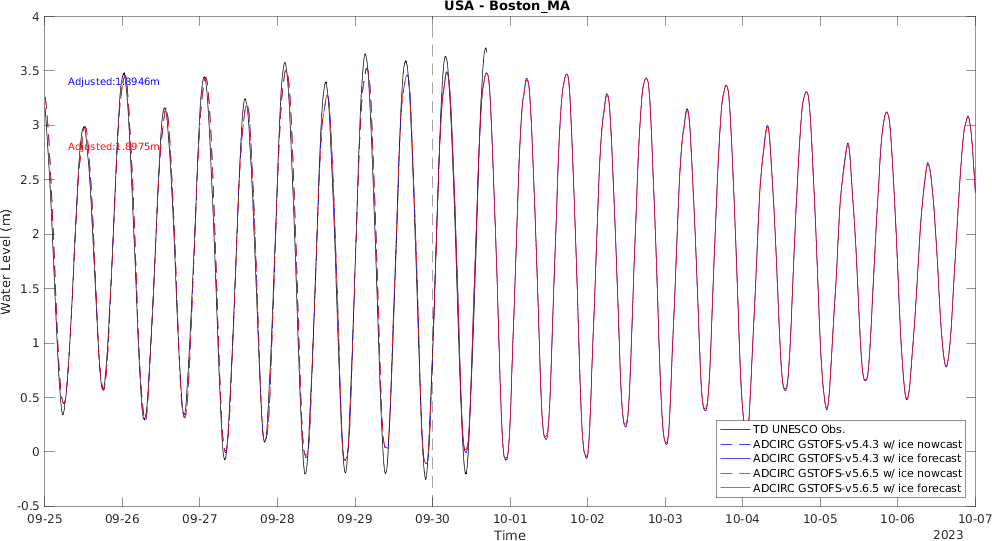 USA - Boston_MA
4
3.5
3
2.5
2
1.5
1
0.5
0
-0.5
Water Level (m)
Adjusted:1.8946m
Adjusted:1.8975m
TD UNESCO Obs.
ADCIRC GSTOFS-v5.4.3 w/ ice nowcast
ADCIRC GSTOFS-v5.4.3 w/ ice forecast
ADCIRC GSTOFS-v5.6.5 w/ ice nowcast
ADCIRC GSTOFS-v5.6.5 w/ ice forecast
09-25 09-26 09-27 09-28 09-29 09-30 10-01 10-02 10-03 10-04 10-05 10-06 10-07
Time
2023